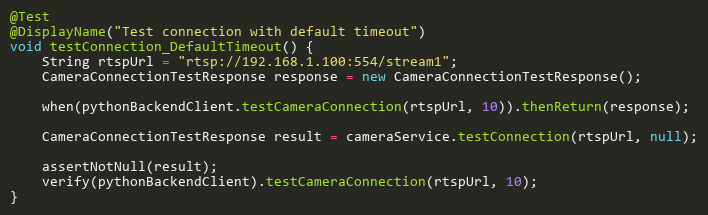 @Test
@DisplayName("Test connection with default timeout")
void testConnection_DefaultTimeout() {
    String rtspUrl = "rtsp://192.168.1.100:554/stream1";
    CameraConnectionTestResponse response = new CameraConnectionTestResponse();

    when(pythonBackendClient.testCameraConnection(rtspUrl, 10)).thenReturn(response);

    CameraConnectionTestResponse result = cameraService.testConnection(rtspUrl, null);

    assertNotNull(result);
    verify(pythonBackendClient).testCameraConnection(rtspUrl, 10);
}